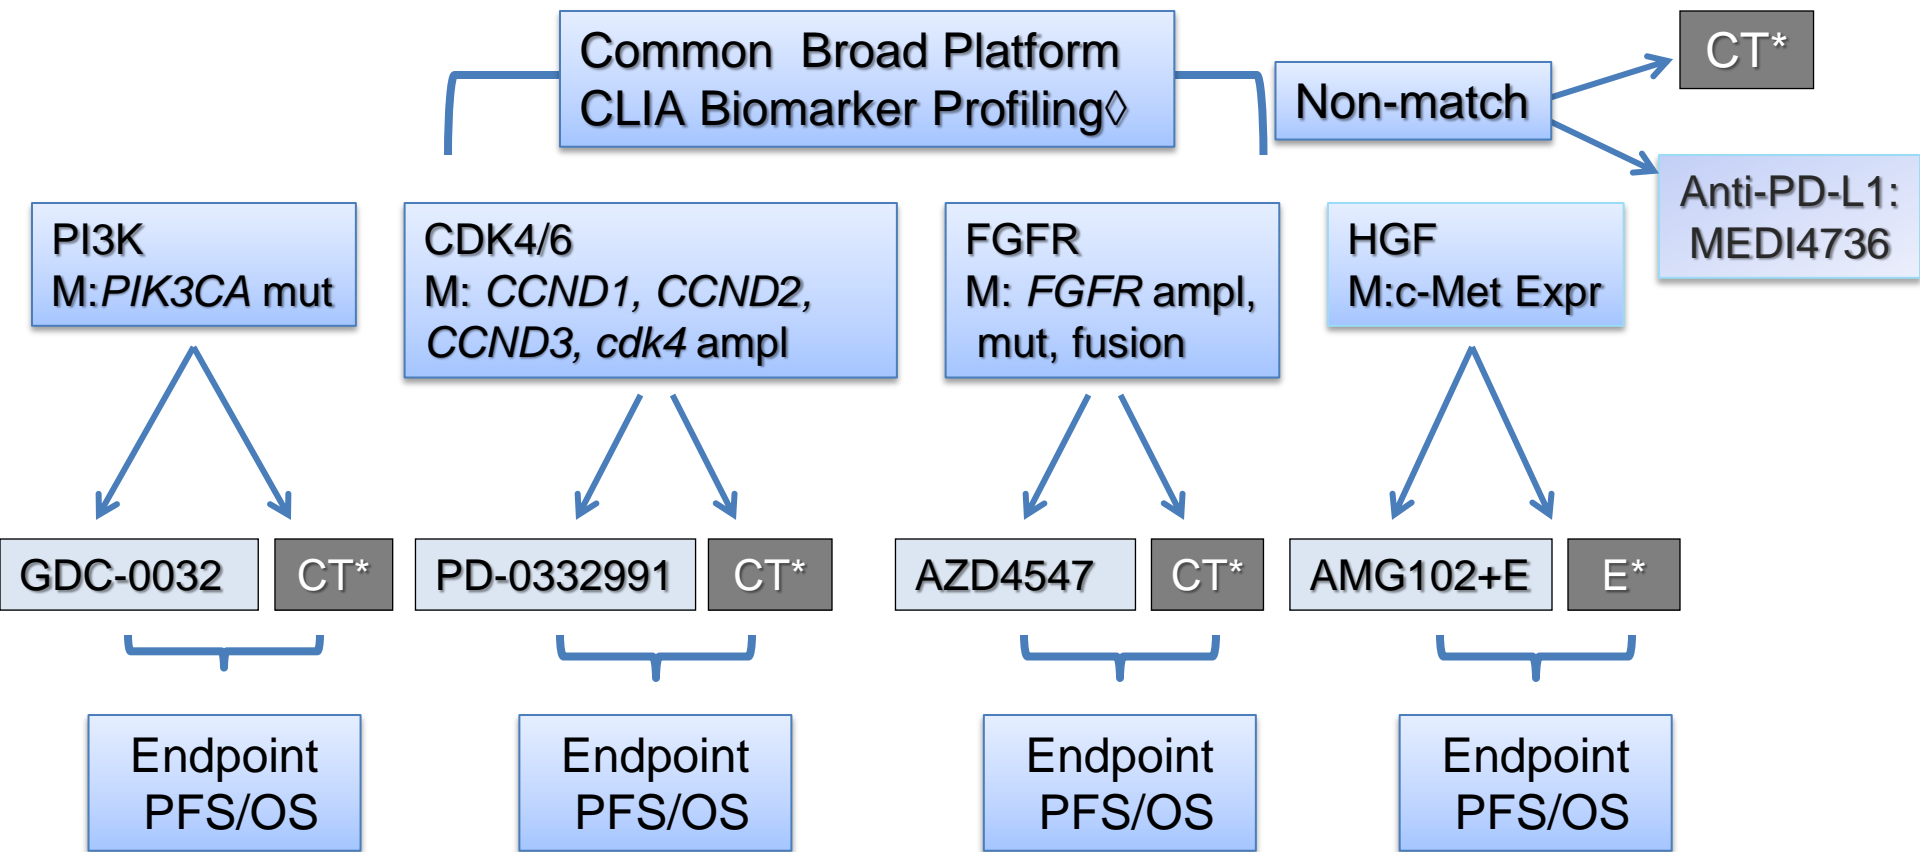 Common Broad Platform
CLIA Biomarker Profiling◊
Non-match
CT*
Anti-PD-L1:
MEDI4736
PI3K
M:PIK3CA mut
CDK4/6
M: CCND1, CCND2,
CCND3, cdk4 ampl
FGFR
M: FGFR ampl,
mut, fusion
HGF
M:c-Met Expr
GDC-0032
CT*
PD-0332991
CT*
AZD4547
CT*
AMG102+E
E*
Endpoint
PFS/OS
Endpoint
PFS/OS
Endpoint
PFS/OS
Endpoint
PFS/OS